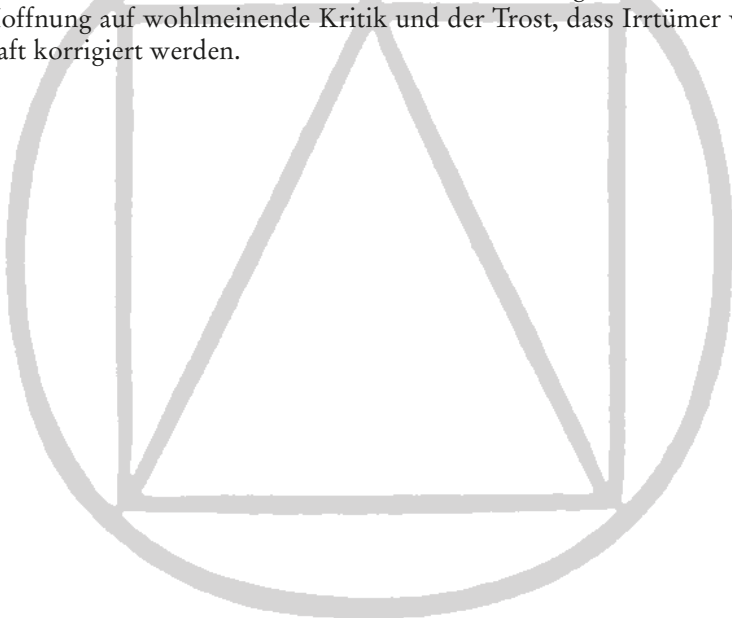 offnung auf wohlmeinende Kritik und der Trost, dass Irrtümer
aft korrigiert werden.